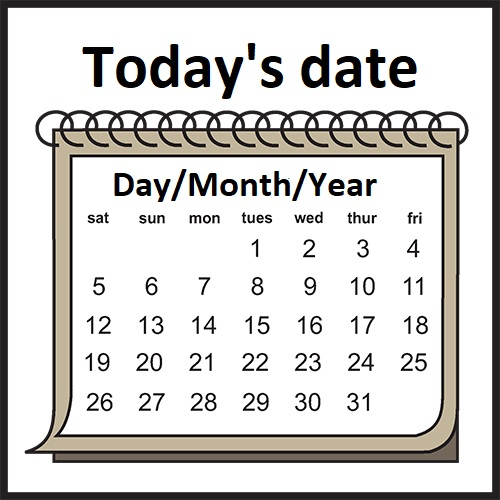 Today's date
Day/Month/Year
sat sun mon tues wed thur fri
1 2 3 4
5 6 7 8 9 10 11
12 13 14 15 16 17 18
19 20 21 22 23 24 25
26 27 28 29 30 31